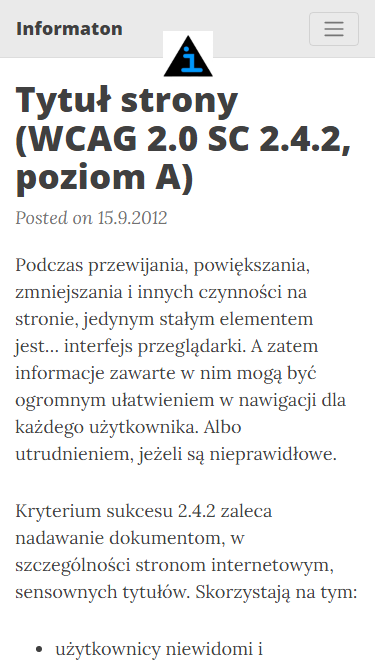 Informaton
i
Tytuł strony
(WCAG 2.0 SC 2.4.2,
poziom A)
Posted on 15.9.2012
Podczas przewijania, powiększania,
zmniejszania i innych czynności na
stronie, jedynym stałym elementem
jest... interfejs przeglądarki. A zatem
informacje zawarte w nim mogą być
ogromnym ułatwieniem w nawigacji dla
każdego użytkownika. Albo
utrudnieniem, jeżeli są nieprawidłowe.
Kryterium sukcesu 2.4.2 zaleca
nadawanie dokumentom, w
szczególności stronom internetowym,
sensownych tytułów. Skorzystają na tym:
• użytkownicy niewidomi i